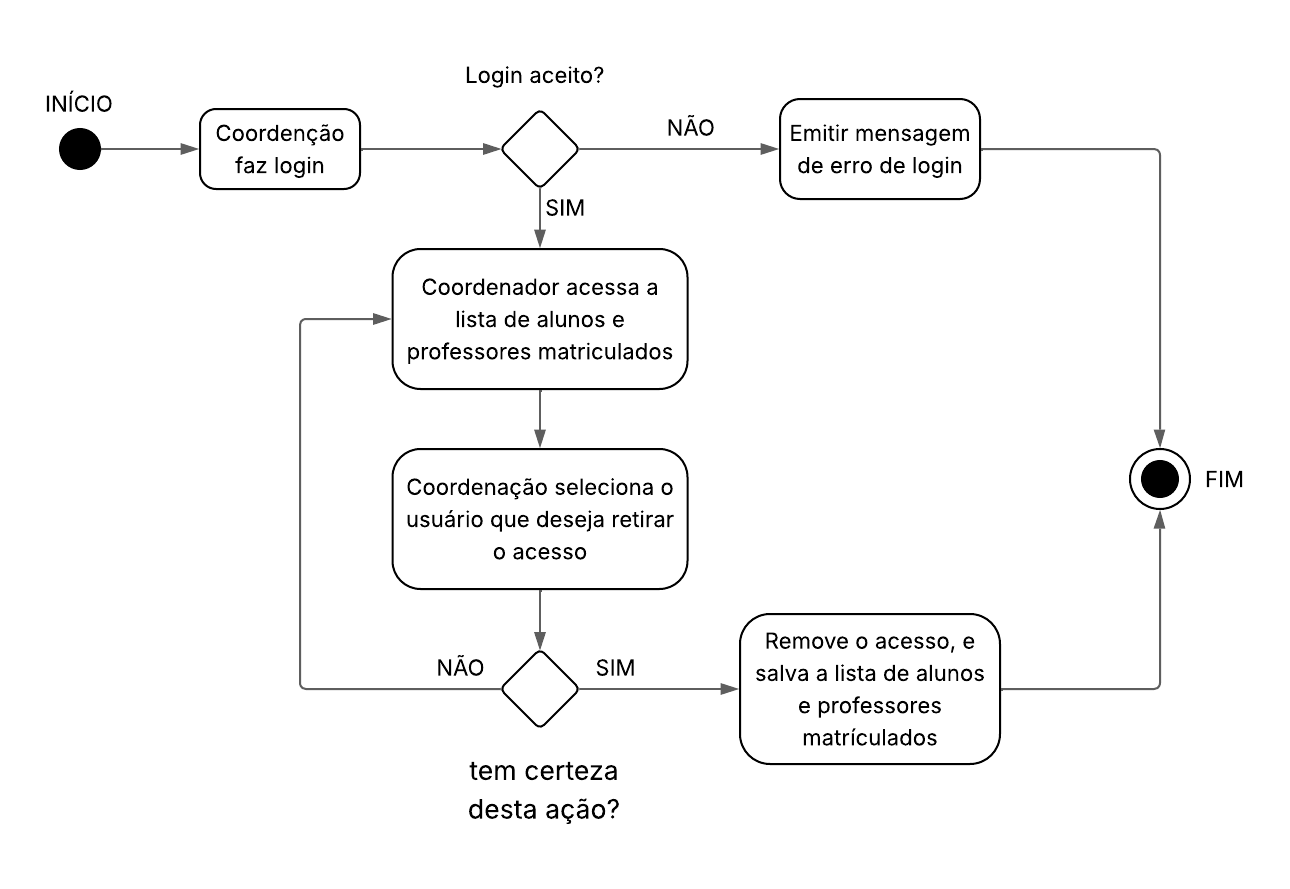 Login aceito?
INÍCIO
Coordenção
faz login
NÃO
Emitir mensagem
de erro de login
SIM
Coordenador acessa a
lista de alunos e
professores matriculados
Coordenação seleciona o
usuário que deseja retirar
o acesso
FIM
NÃO
SIM
Remove o acesso, e
salva a lista de alunos
e professores
matrículados
tem certeza
desta ação?